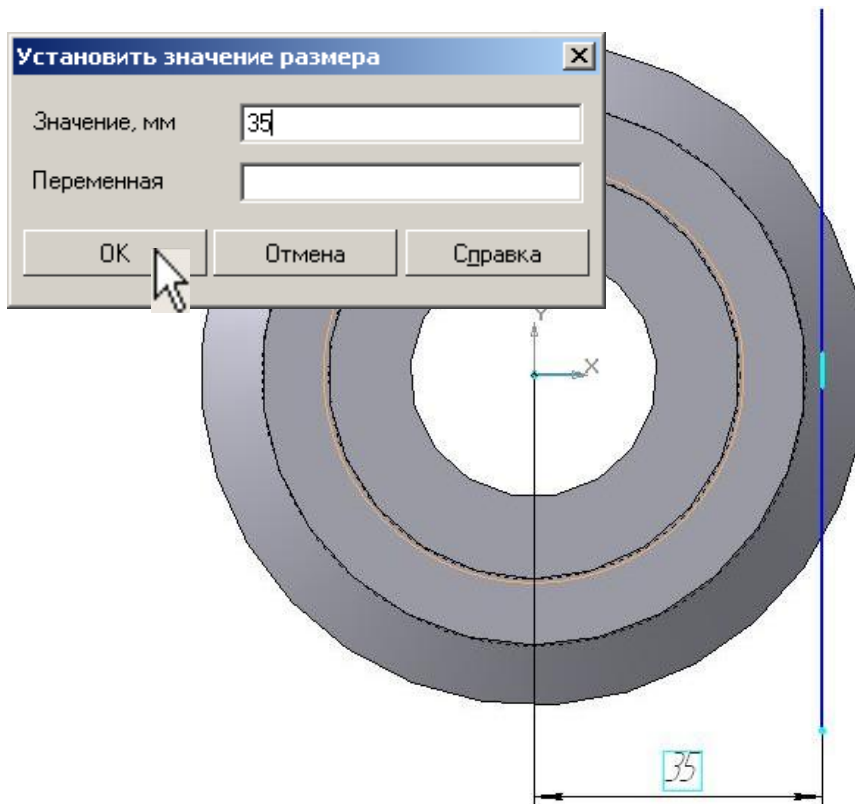 Установить значение размера
Значение, мм 35
Переменная
OK Отмена Справка
Y
X
35